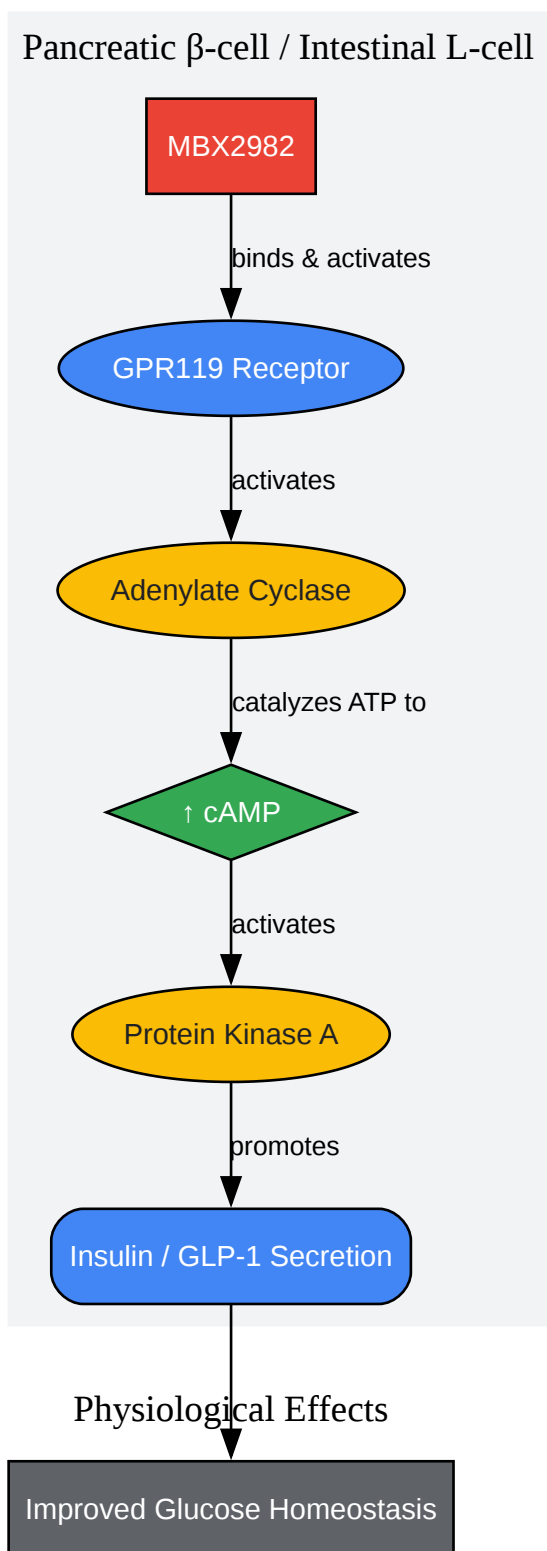 Pancreatic β-cell / Intestinal L-cell
MBX2982
binds & activates
GPR119 Receptor
activates
Adenylate Cyclase
catalyzes ATP to
↑ cAMP
activates
Protein Kinase A
promotes
Insulin / GLP-1 Secretion
Physiological Effects
Improved Glucose Homeostasis